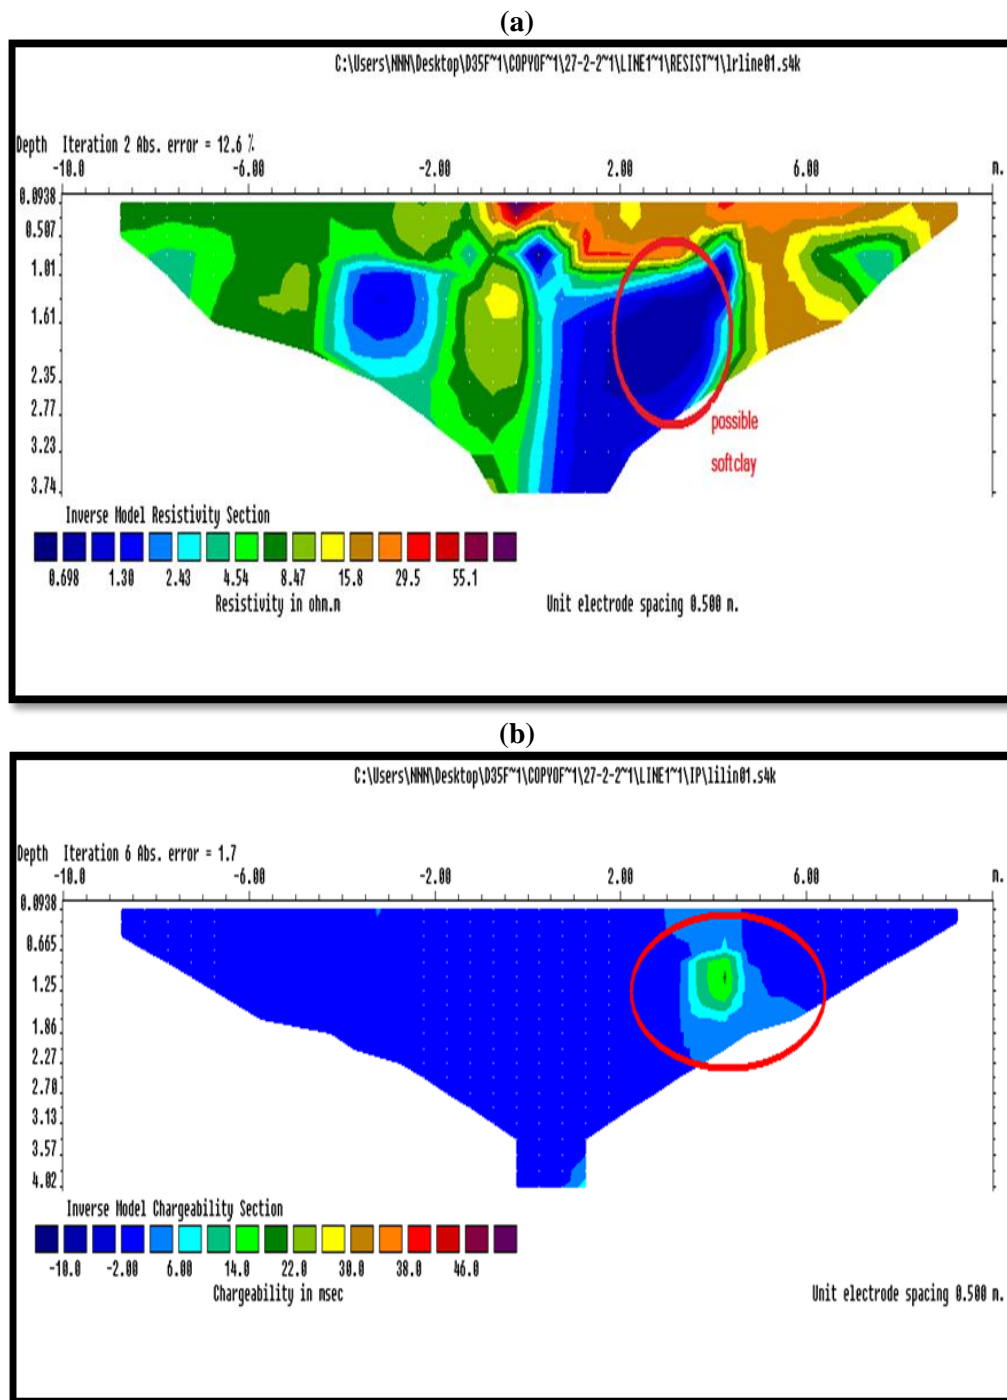 (a)
C:\Users\NNN\Desktop\D35F~1\COPYOF~1\27-2-2~1\LINE1~1\RESIST~1\lrline01.s4k
Depth Iteration 2 Abs. error = 12.6 %
-10.0 -6.00 -2.00 2.00 6.00 m.
0.0938
0.507
1.01
1.61
2.35
2.77
3.23
3.74
possible
soft clay
Inverse Model Resistivity Section
0.698 1.30 2.43 4.54 8.47 15.8 29.5 55.1
Resistivity in ohm.m Unit electrode spacing 0.500 m.
(b)
C:\Users\NNN\Desktop\D35F~1\COPYOF~1\27-2-2~1\LINE1~1\IP\lilin01.s4k
Depth Iteration 6 Abs. error = 1.7
-10.0 -6.00 -2.00 2.00 6.00 m.
0.0938
0.665
1.25
1.86
2.27
2.70
3.13
3.57
4.02
Inverse Model Chargeability Section
-10.0 -2.00 6.00 14.0 22.0 30.0 38.0 46.0
Chargeability in msec Unit electrode spacing 0.500 m.